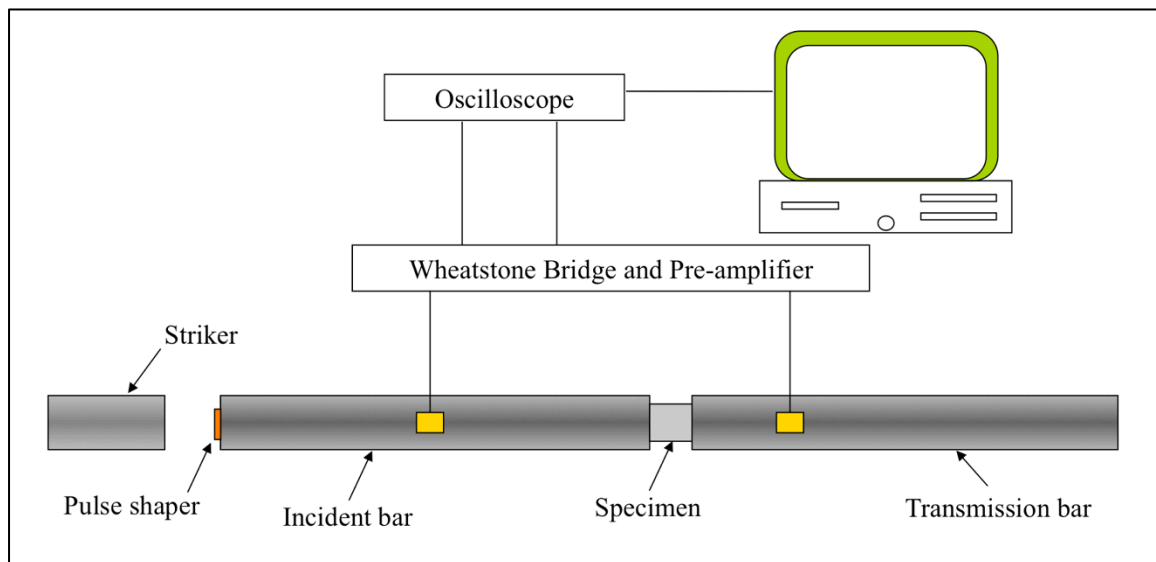 Oscilloscope
Wheatstone Bridge and Pre-amplifier
Striker
Pulse shaper
Incident bar
Specimen
Transmission bar